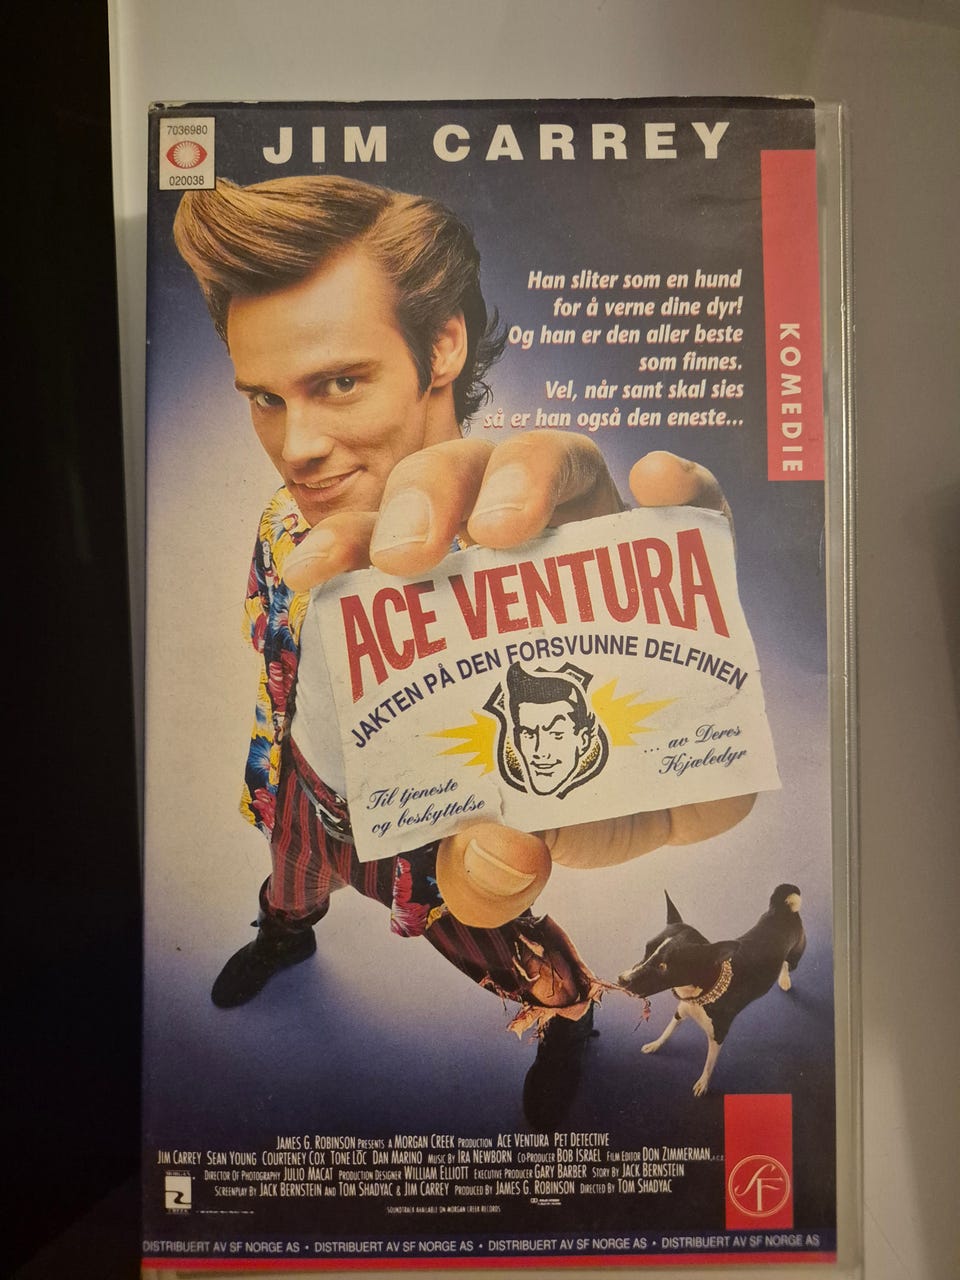 7036980
020038
JIM CARREY
KOMEDIE
Han sliter som en hund
for å verne dine dyr!
Og han er den aller beste
som finnes.
Vel, når sant skal sies
så er han også den eneste...
ACE VENTURA
JAKTEN PÅ DEN FORSVUNNE DELFINEN
Til tjeneste
og beskyttelse
... av Deres
Kjæledyr
JAMES G. ROBINSON PRESENTS A MORGAN CREEK PRODUCTION ACE VENTURA PET DETECTIVE
JIM CARREY SEAN YOUNG COURTENEY COX TONE LŌC DAN MARINO MUSIC BY IRA NEWBORN CO-PRODUCER BOB ISRAEL FILM EDITOR DON ZIMMERMAN, A.C.E.
DIRECTOR OF PHOTOGRAPHY JULIO MACAT PRODUCTION DESIGNER WILLIAM ELLIOTT EXECUTIVE PRODUCER GARY BARBER STORY BY JACK BERNSTEIN
SCREENPLAY BY JACK BERNSTEIN AND TOM SHADYAC & JIM CARREY PRODUCED BY JAMES G. ROBINSON DIRECTED BY TOM SHADYAC
SOUNDTRACK AVAILABLE ON MORGAN CREEK RECORDS
SF
DISTRIBUERT AV SF NORGE AS • DISTRIBUERT AV SF NORGE AS • DISTRIBUERT AV SF NORGE AS • DISTRIBUERT AV SF NORGE AS